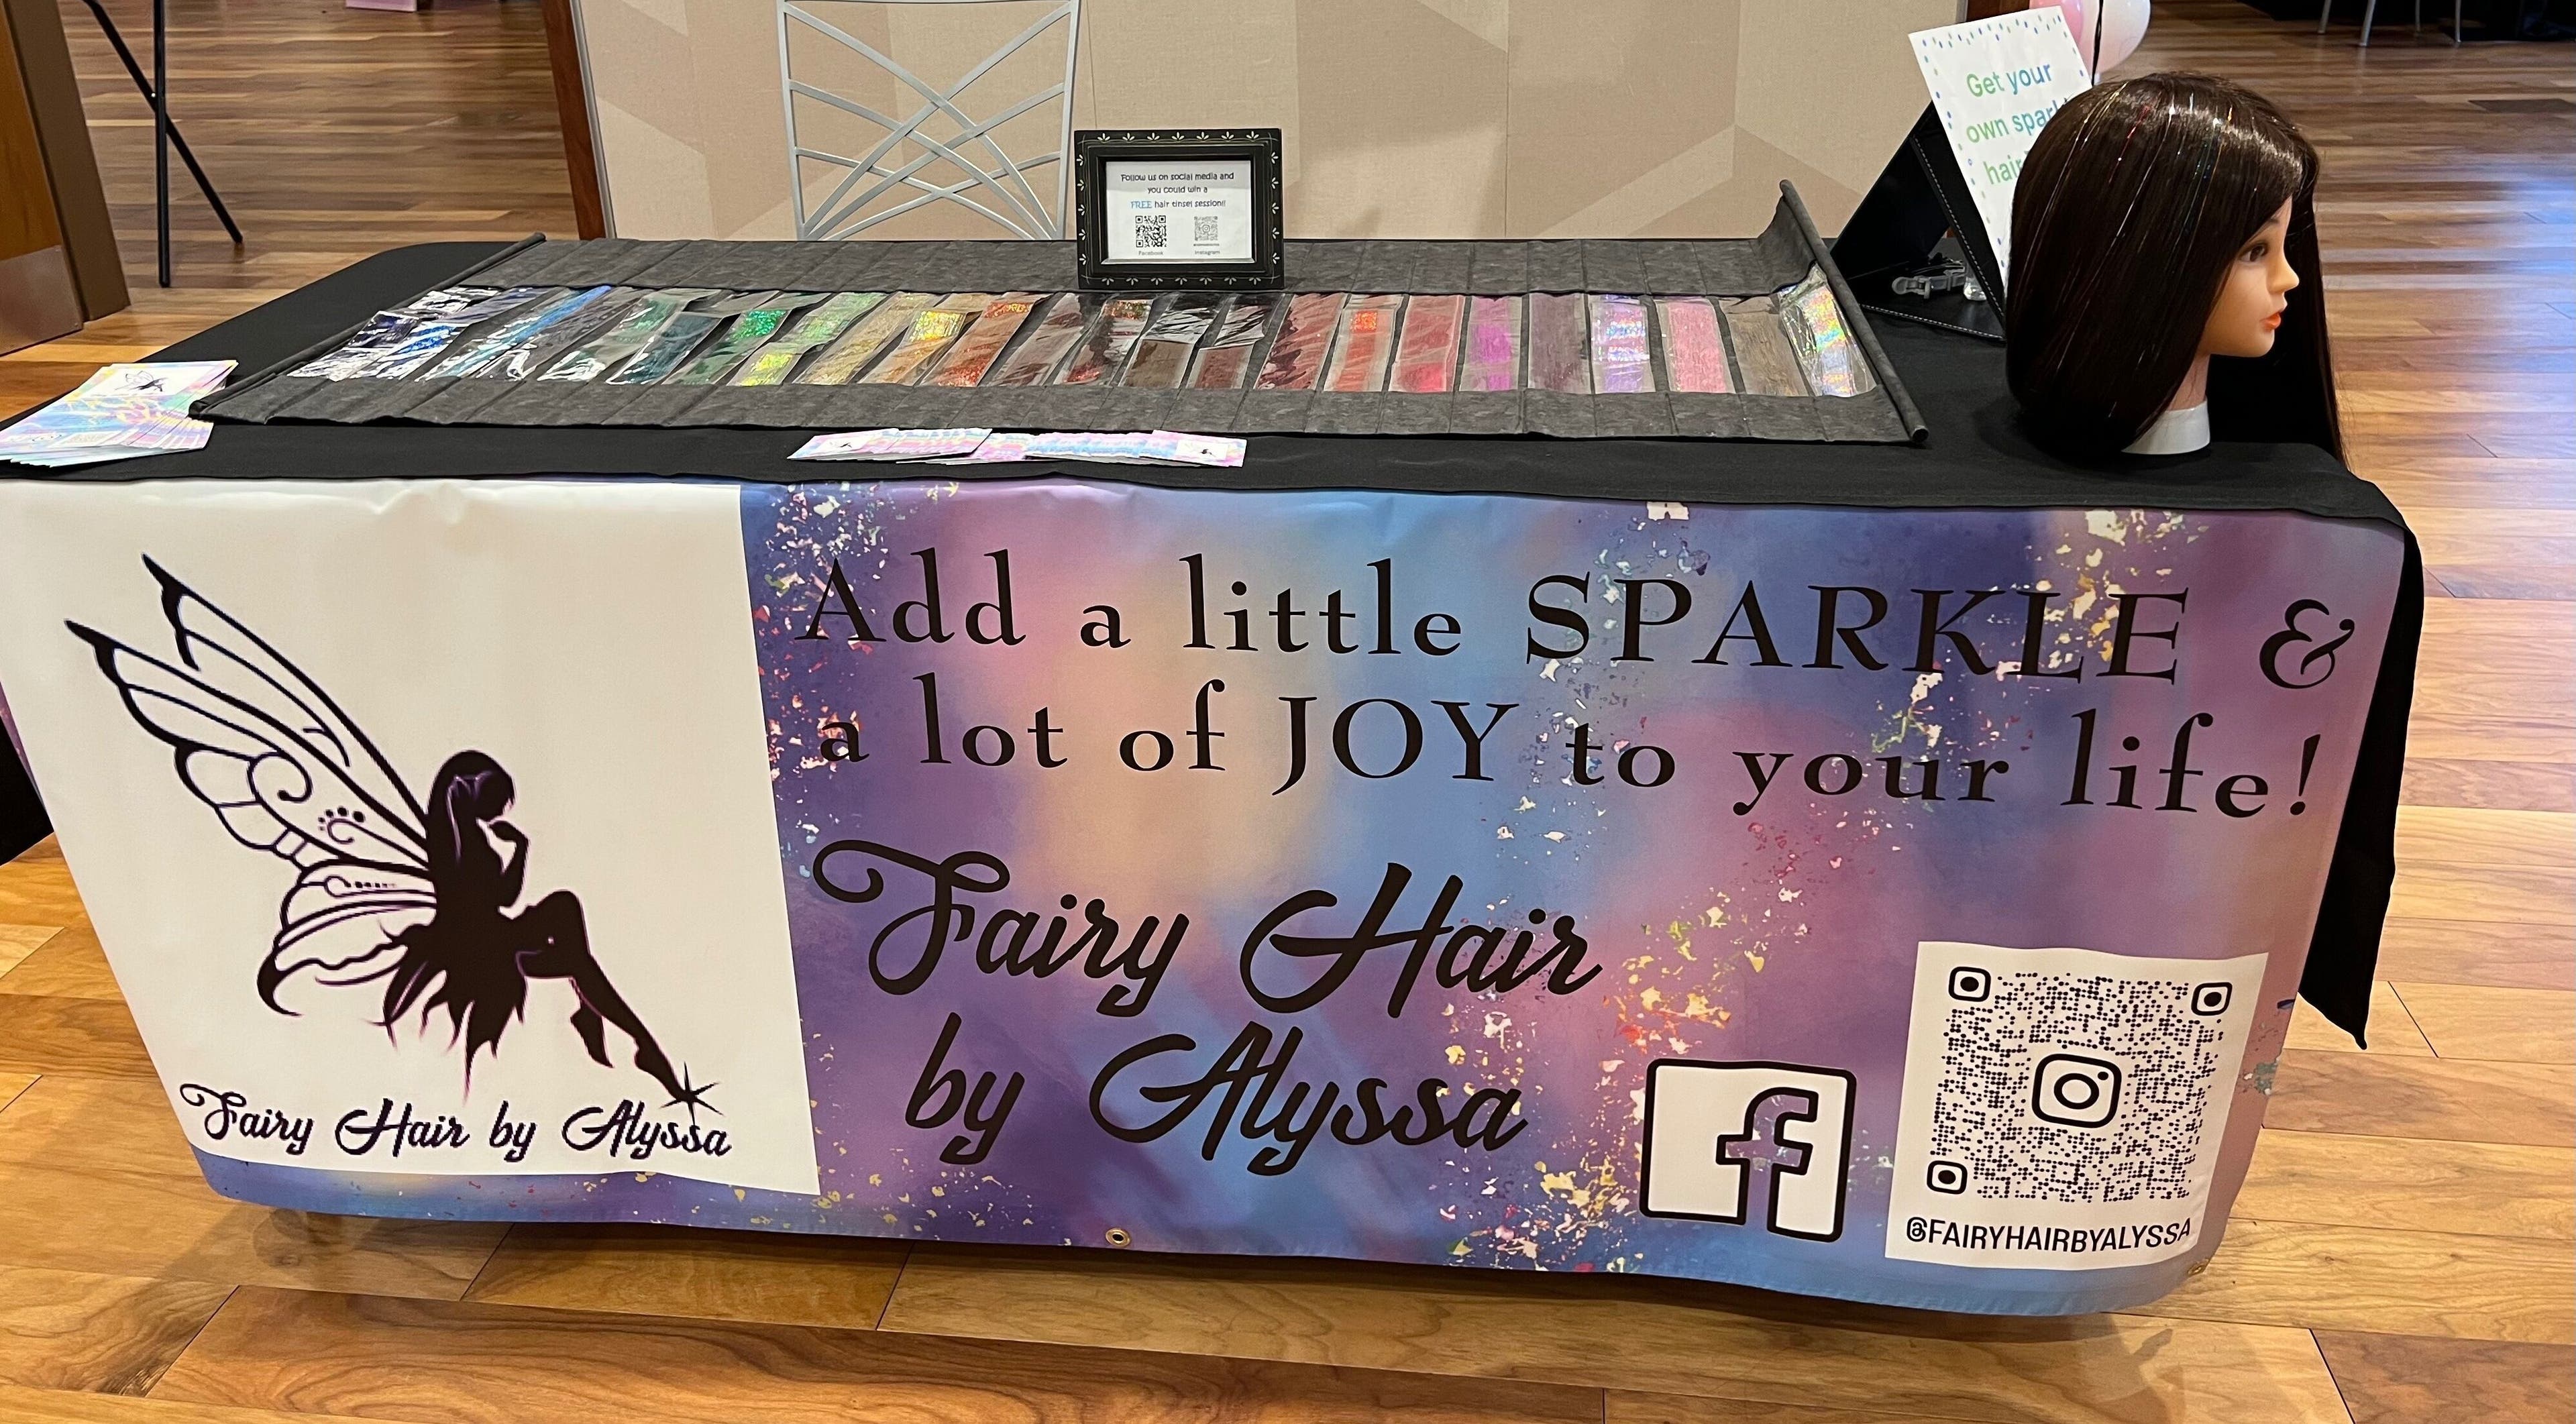 Get your
own spark
hair
Follow us on social media and
you could win a
FREE hair tinsel session!!
Facebook
Instagram
Add a little SPARKLE &
a lot of JOY to your life!
Fairy Hair
by Alyssa
Fairy Hair by Alyssa
f
@FAIRYHAIRBYALYSSA